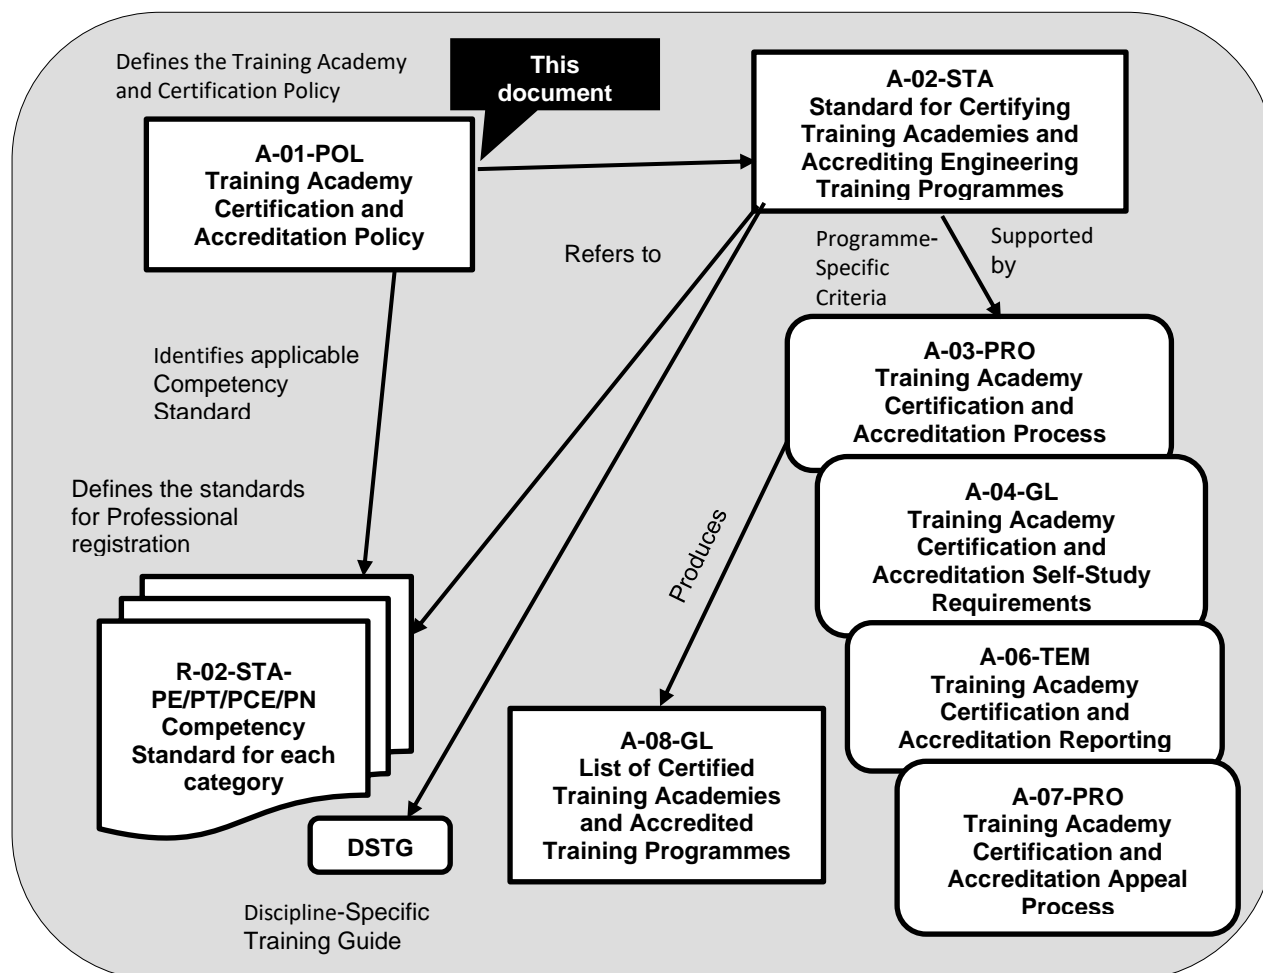 Defines the Training Academy
and Certification Policy
This
document
A-01-POL
Training Academy
Certification and
Accreditation Policy
A-02-STA
Standard for Certifying
Training Academies and
Accrediting Engineering
Training Programmes
Refers to
Programme-
Specific
Criteria
Supported
by
Identifies applicable
Competency
Standard
A-03-PRO
Training Academy
Certification and
Accreditation Process
Defines the standards
for Professional
registration
A-04-GL
Training Academy
Certification and
Accreditation Self-Study
Requirements
Produces
R-02-STA-
PE/PT/PCE/PN
Competency
Standard for each
category
A-06-TEM
Training Academy
Certification and
Accreditation Reporting
A-08-GL
List of Certified
Training Academies
and Accredited
Training Programmes
A-07-PRO
Training Academy
Certification and
Accreditation Appeal
Process
DSTG
Discipline-Specific
Training Guide